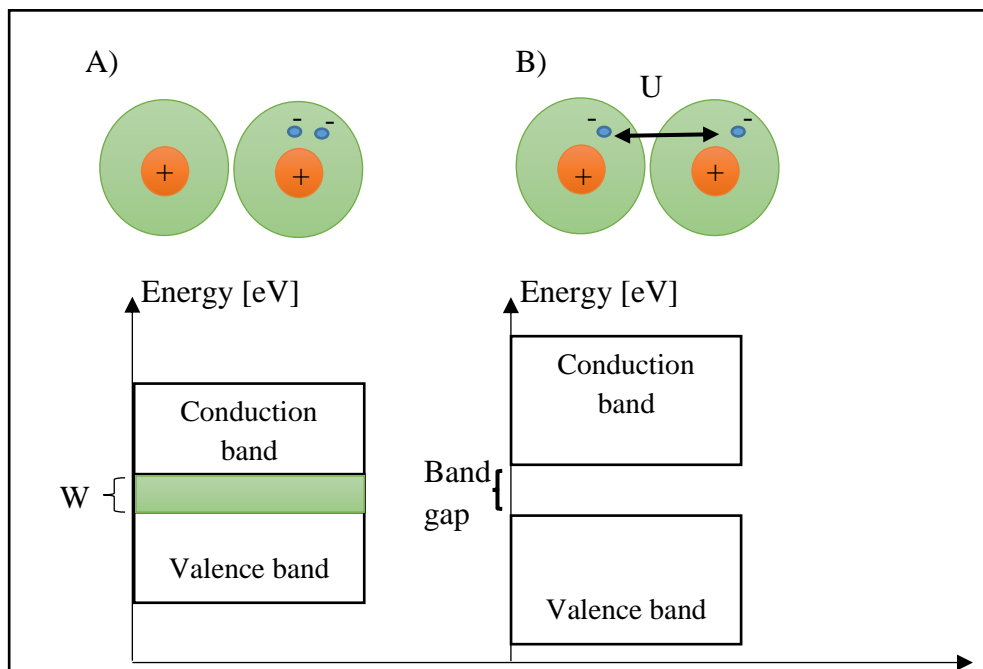 A)
B)
U
- -
-
-
+
+
+
+
Energy [eV]
Energy [eV]
Conduction
band
Conduction
band
W
Band
gap
Valence band
Valence band